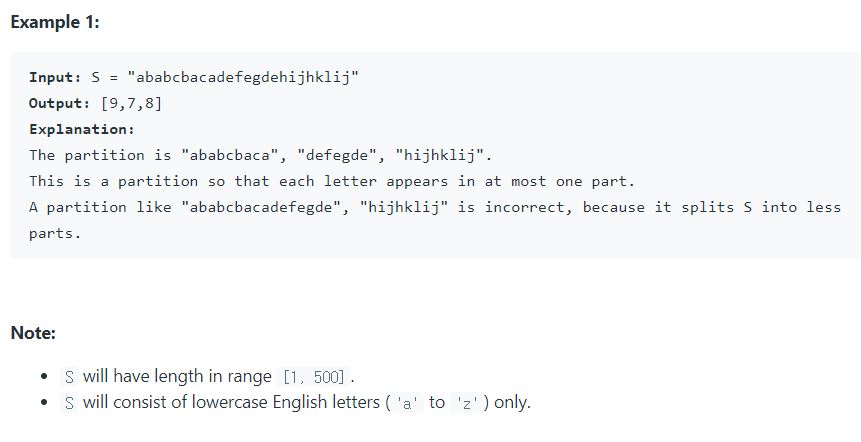 Example 1:
Input: S = "ababcbacadefegdehijhklij"
Output: [9,7,8]
Explanation:
The partition is "ababcbaca", "defegde", "hijhklij".
This is a partition so that each letter appears in at most one part.
A partition like "ababcbacadefegde", "hijhklij" is incorrect, because it splits S into less
parts.
Note:
• S will have length in range [1, 500] .
• S will consist of lowercase English letters ( 'a' to 'z' ) only.